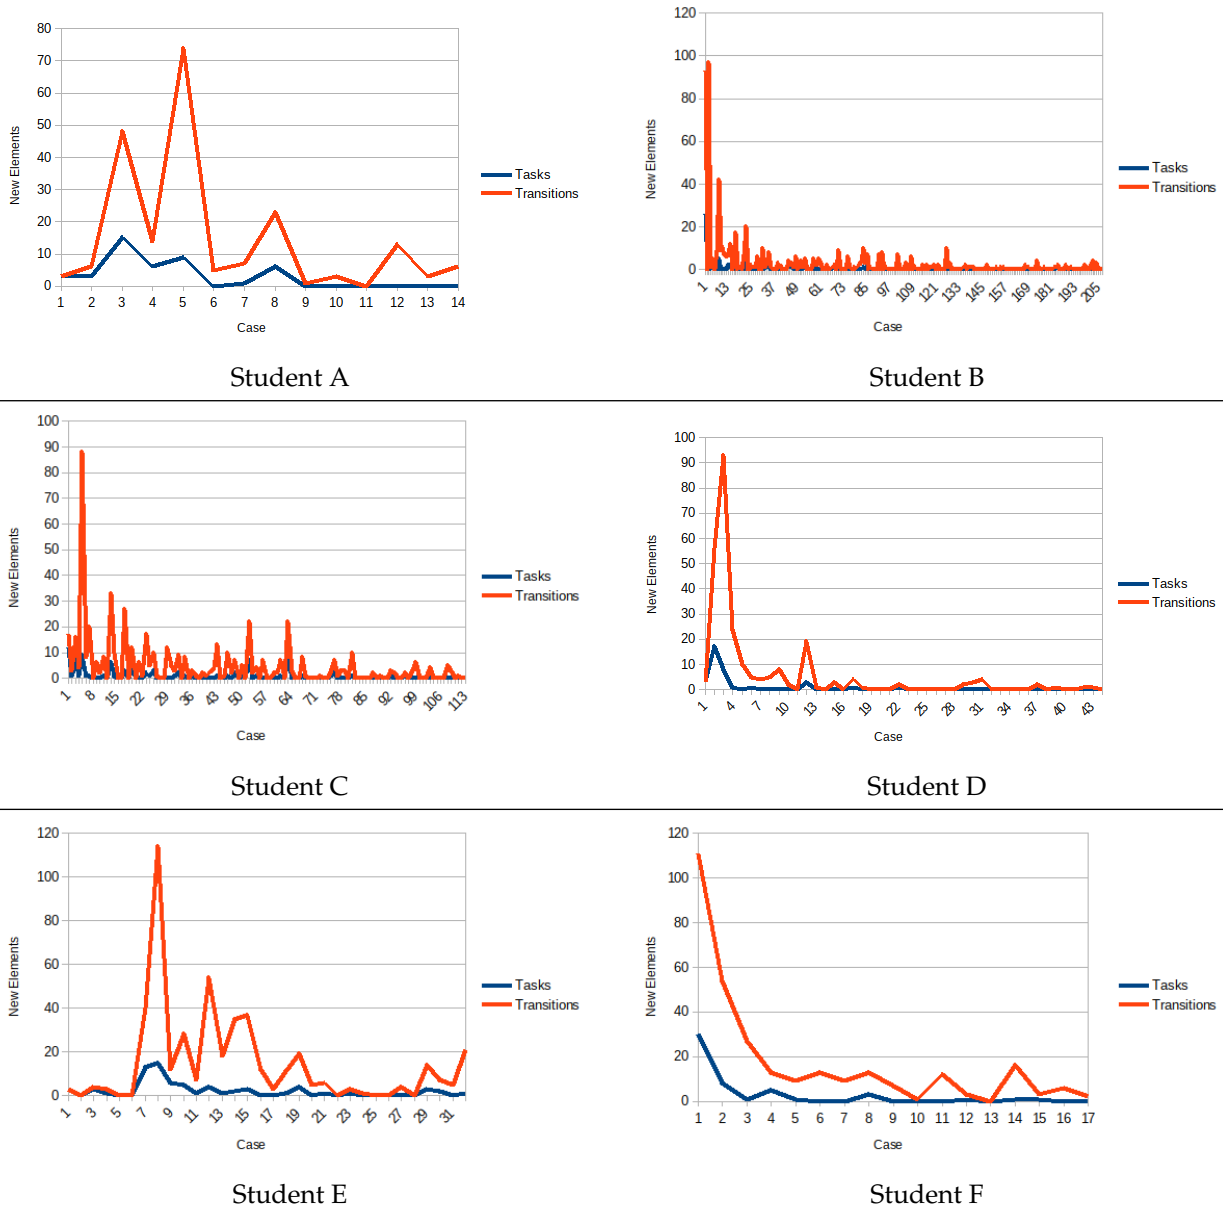 80
70
60
50
40
30
20
10
0
New Elements
1 2 3 4 5 6 7 8 9 10 11 12 13 14
Case
Tasks
Transitions
Student A
120
100
80
60
40
20
0
New Elements
1 13 25 37 49 61 73 85 97 109 121 133 145 157 169 181 193 205
Case
Tasks
Transitions
Student B
100
90
80
70
60
50
40
30
20
10
0
New Elements
1 8 15 22 29 36 43 50 57 64 71 78 85 92 99 106 113
Case
Tasks
Transitions
Student C
100
90
80
70
60
50
40
30
20
10
0
New Elements
1 4 7 10 13 16 19 22 25 28 31 34 37 40 43
Case
Tasks
Transitions
Student D
120
100
80
60
40
20
0
New Elements
1 3 5 7 9 11 13 15 17 19 21 23 25 27 29 31
Case
Tasks
Transitions
Student E
120
100
80
60
40
20
0
New Elements
1 2 3 4 5 6 7 8 9 10 11 12 13 14 15 16 17
Case
Tasks
Transitions
Student F